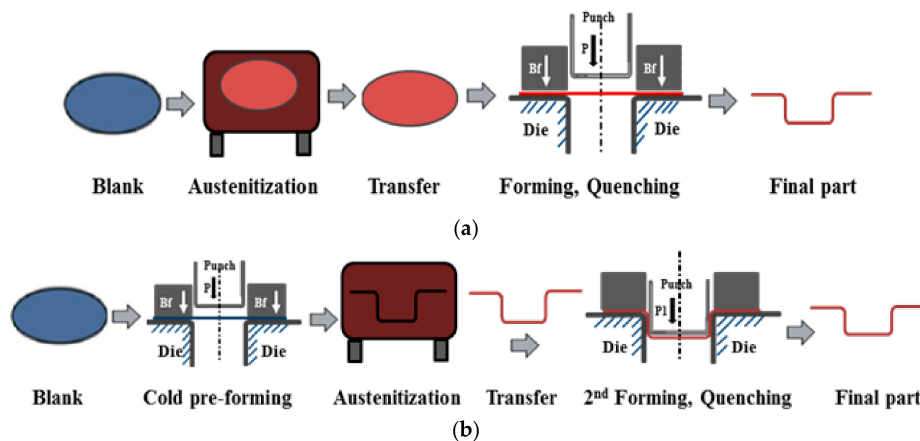 Punch
P
Bf
Bf
Die
Die
Blank
Austenitization
Transfer
Forming, Quenching
Final part
(a)
Punch
P
Bf
Bf
Die
Die
Punch
P1
Die
Die
Blank
Cold pre-forming
Austenitization
Transfer
2nd Forming, Quenching
Final part
(b)